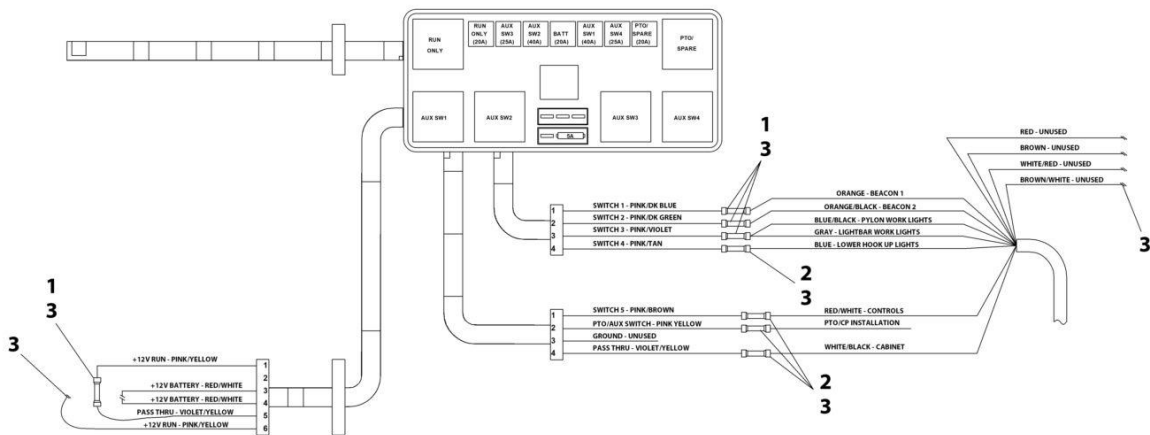 RUN
ONLY
RUN
ONLY
(20A)
AUX
SW3
(25A)
AUX
SW2
(40A)
BATT
(20A)
AUX
SW1
(40A)
AUX
SW4
(25A)
PTO/
SPARE
(20A)
PTO/
SPARE
AUX SW1
AUX SW2
5A
AUX SW3
AUX SW4
1
3
RED - UNUSED
BROWN - UNUSED
WHITE/RED - UNUSED
BROWN/WHITE - UNUSED
3
1 SWITCH 1 - PINK/DK BLUE ORANGE - BEACON 1
2 SWITCH 2 - PINK/DK GREEN ORANGE/BLACK - BEACON 2
3 SWITCH 3 - PINK/VIOLET BLUE/BLACK - PYLON WORK LIGHTS
GRAY - LIGHTBAR WORK LIGHTS
4 SWITCH 4 - PINK/TAN BLUE - LOWER HOOK UP LIGHTS
2
3
1 SWITCH 5 - PINK/BROWN RED/WHITE - CONTROLS
2 PTO/AUX SWITCH - PINK YELLOW PTO/CP INSTALLATION
3 GROUND - UNUSED
4 PASS THRU - VIOLET/YELLOW WHITE/BLACK - CABINET
2
3
1
3
3
+12V RUN - PINK/YELLOW 1
2
+12V BATTERY - RED/WHITE 3
+12V BATTERY - RED/WHITE 4
PASS THRU - VIOLET/YELLOW 5
+12V RUN - PINK/YELLOW 6